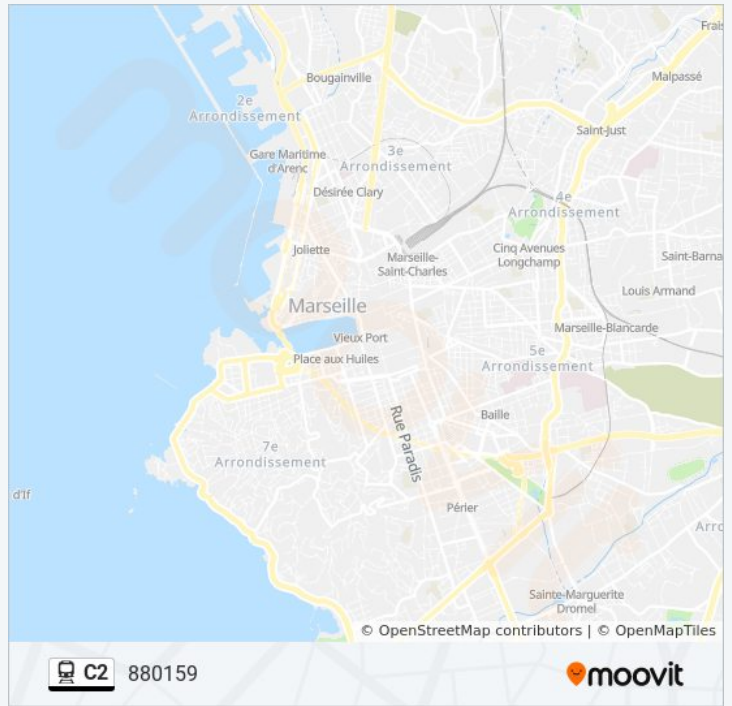 Frais
Bougainville
Malpassé
2e
Arrondissement
Saint-Just
Gare Maritime
d'Arenc
3e
Arrondissement
Désirée Clary
4e
Arrondissement
Joliette
Marseille-
Saint-Charles
Cinq Avenues
Longchamp
Saint-Barna
Louis Armand
Marseille
Vieux Port
Marseille-Blancarde
Place aux Huiles
5e
Arrondissement
Baille
Rue Paradis
7e
Arrondissement
d'If
Périer
Arro
Sainte-Marguerite
Dromel
© OpenStreetMap contributors | © OpenMapTiles
C2 880159
moovit